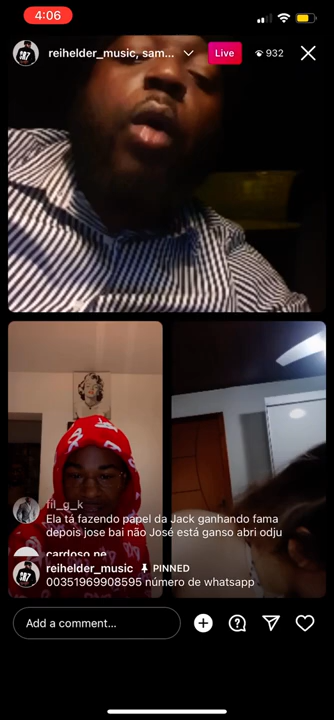 4:06
reihelder_music, sam...
Live
932
fil_g_k
Ela tá fazendo papel da Jack ganhando fama
depois jose bai não José está ganso abri odju
cardoso.ne
reihelder_music PINNED
00351969908595 número de whatsapp
Add a comment...